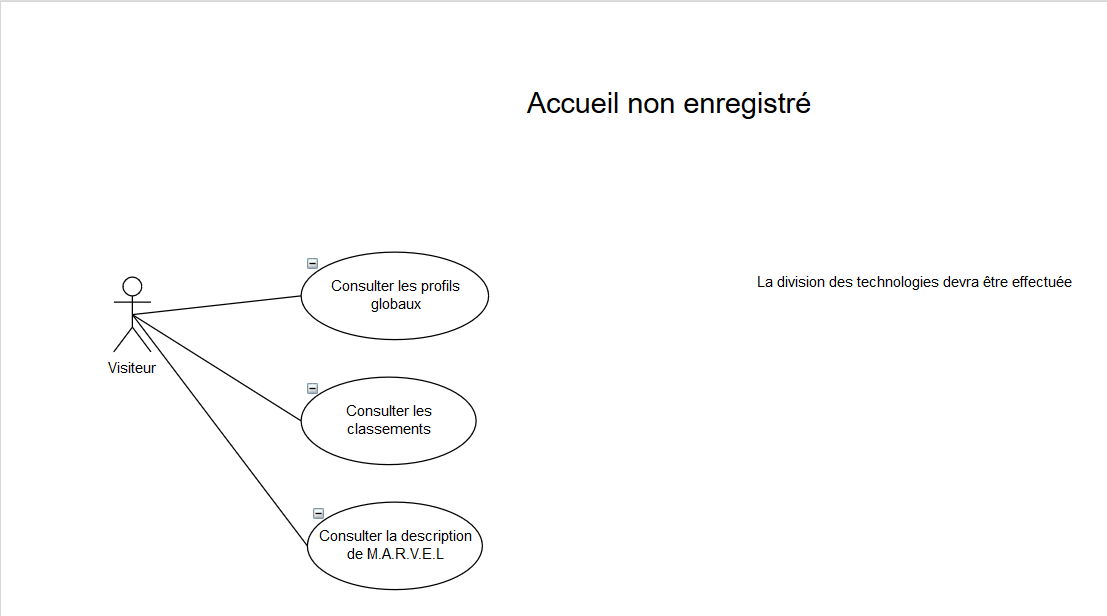 Accueil non enregistré
Consulter les profils
globaux
La division des technologies devra être effectuée
Visiteur
Consulter les
classements
Consulter la description
de M.A.R.V.E.L